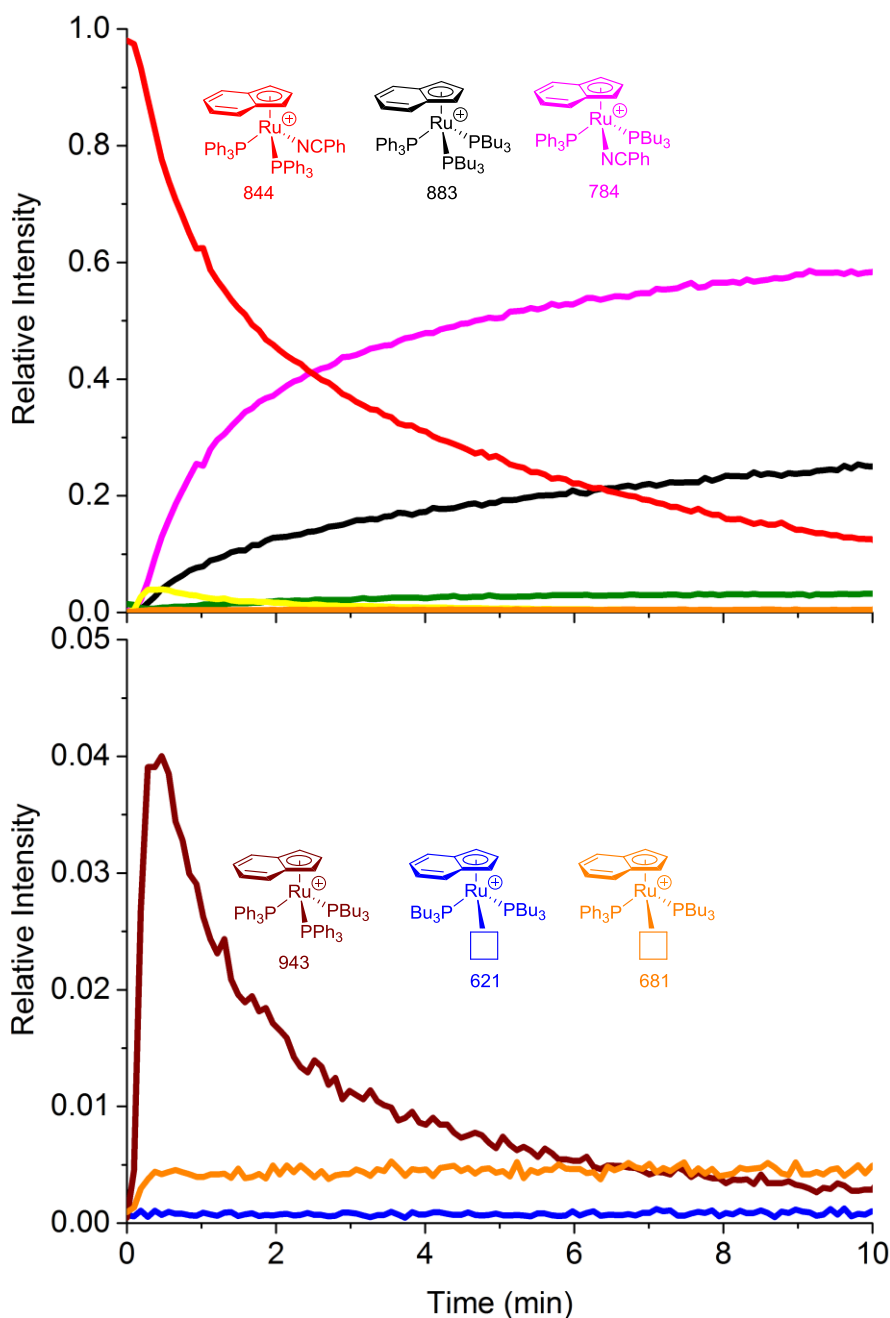 1.0
0.8
0.6
0.4
0.2
0.0
Relative Intensity
Ru
⊕
Ph₃P
NCPh
PPh₃
844
Ru
⊕
Ph₃P
PBu₃
PBu₃
883
Ru
⊕
Ph₃P
PBu₃
NCPh
784
0.05
0.04
0.03
0.02
0.01
0.00
Relative Intensity
Ru
⊕
Ph₃P
PBu₃
PPh₃
943
Ru
⊕
Bu₃P
PBu₃
621
Ru
⊕
Ph₃P
PBu₃
681
0 2 4 6 8 10
Time (min)